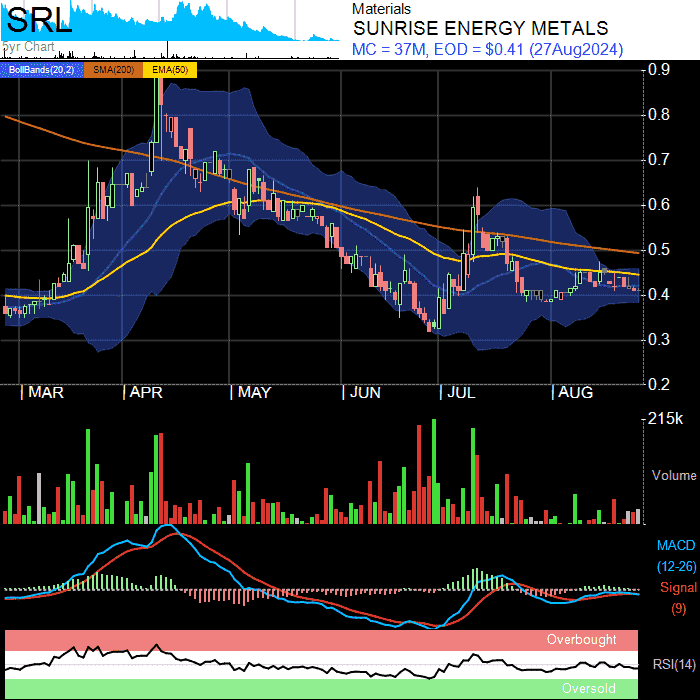 SRL
5yr Chart
Materials
SUNRISE ENERGY METALS
MC = 37M, EOD = $0.41 (27Aug2024)
BollBands(20,2) SMA(200) EMA(50)
0.9
0.8
0.7
0.6
0.5
0.4
0.3
0.2
MAR APR MAY JUN JUL AUG
215k
Volume
MACD
(12-26)
Signal
(9)
Overbought
RSI(14)
Oversold